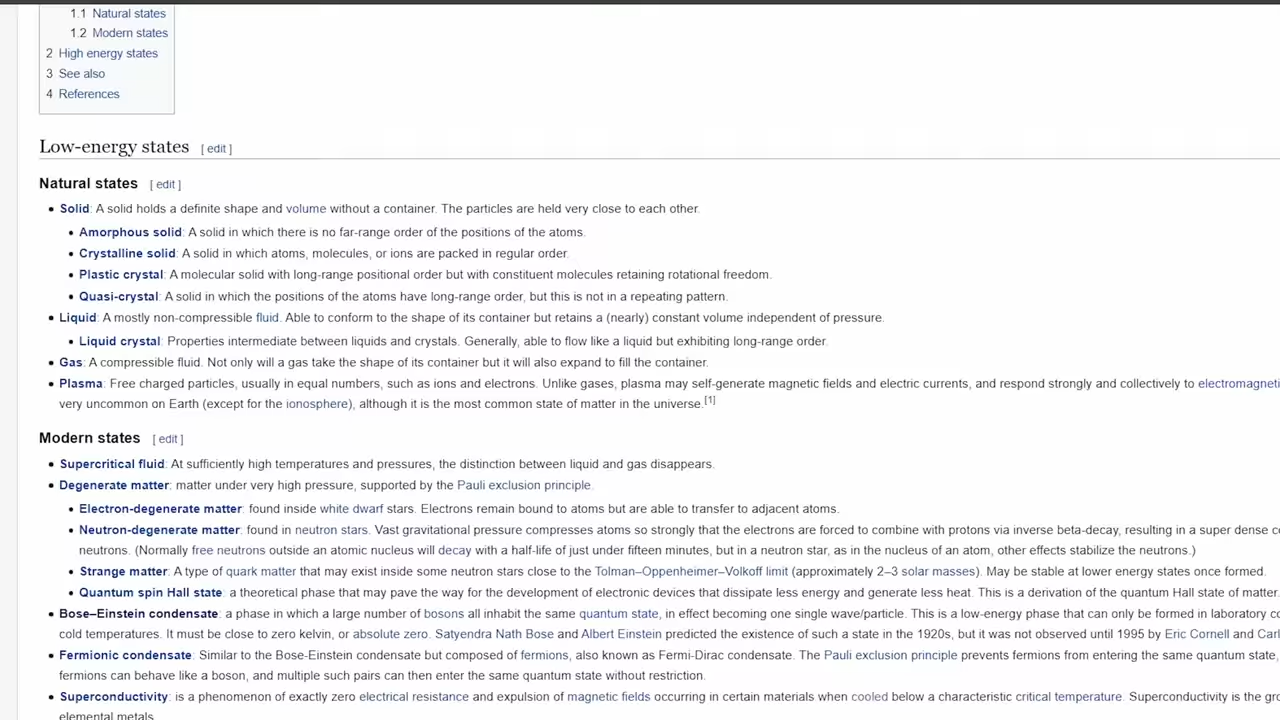 1.1 Natural states
1.2 Modern states
2 High energy states
3 See also
4 References
Low-energy states [ edit ]
Natural states [ edit ]
• Solid: A solid holds a definite shape and volume without a container. The particles are held very close to each other.
• Amorphous solid: A solid in which there is no far-range order of the positions of the atoms.
• Crystalline solid: A solid in which atoms, molecules, or ions are packed in regular order.
• Plastic crystal: A molecular solid with long-range positional order but with constituent molecules retaining rotational freedom.
• Quasi-crystal: A solid in which the positions of the atoms have long-range order, but this is not in a repeating pattern.
• Liquid: A mostly non-compressible fluid. Able to conform to the shape of its container but retains a (nearly) constant volume independent of pressure.
• Liquid crystal: Properties intermediate between liquids and crystals. Generally, able to flow like a liquid but exhibiting long-range order.
• Gas: A compressible fluid. Not only will a gas take the shape of its container but it will also expand to fill the container.
• Plasma: Free charged particles, usually in equal numbers, such as ions and electrons. Unlike gases, plasma may self-generate magnetic fields and electric currents, and respond strongly and collectively to electromagneti
very uncommon on Earth (except for the ionosphere), although it is the most common state of matter in the universe.[1]
Modern states [ edit ]
• Supercritical fluid: At sufficiently high temperatures and pressures, the distinction between liquid and gas disappears.
• Degenerate matter: matter under very high pressure, supported by the Pauli exclusion principle.
• Electron-degenerate matter: found inside white dwarf stars. Electrons remain bound to atoms but are able to transfer to adjacent atoms.
• Neutron-degenerate matter: found in neutron stars. Vast gravitational pressure compresses atoms so strongly that the electrons are forced to combine with protons via inverse beta-decay, resulting in a super dense co
neutrons. (Normally free neutrons outside an atomic nucleus will decay with a half-life of just under fifteen minutes, but in a neutron star, as in the nucleus of an atom, other effects stabilize the neutrons.)
• Strange matter: A type of quark matter that may exist inside some neutron stars close to the Tolman–Oppenheimer–Volkoff limit (approximately 2–3 solar masses). May be stable at lower energy states once formed.
• Quantum spin Hall state: a theoretical phase that may pave the way for the development of electronic devices that dissipate less energy and generate less heat. This is a derivation of the quantum Hall state of matter.
• Bose–Einstein condensate: a phase in which a large number of bosons all inhabit the same quantum state, in effect becoming one single wave/particle. This is a low-energy phase that can only be formed in laboratory co
cold temperatures. It must be close to zero kelvin, or absolute zero. Satyendra Nath Bose and Albert Einstein predicted the existence of such a state in the 1920s, but it was not observed until 1995 by Eric Cornell and Carl
• Fermionic condensate: Similar to the Bose-Einstein condensate but composed of fermions, also known as Fermi-Dirac condensate. The Pauli exclusion principle prevents fermions from entering the same quantum state,
fermions can behave like a boson, and multiple such pairs can then enter the same quantum state without restriction.
• Superconductivity: is a phenomenon of exactly zero electrical resistance and expulsion of magnetic fields occurring in certain materials when cooled below a characteristic critical temperature. Superconductivity is the gro
elemental metals.